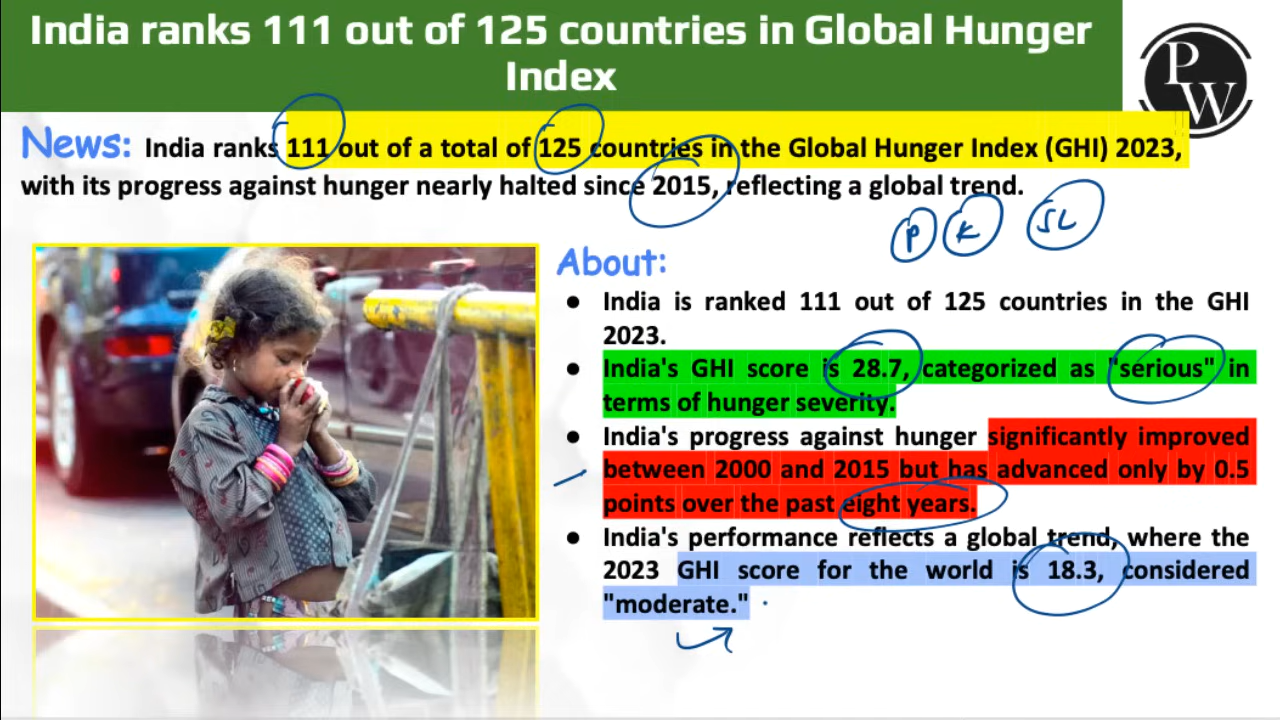 India ranks 111 out of 125 countries in Global Hunger
Index
PW
News: India ranks 111 out of a total of 125 countries in the Global Hunger Index (GHI) 2023,
with its progress against hunger nearly halted since 2015, reflecting a global trend.
P K SL
About:
● India is ranked 111 out of 125 countries in the GHI
2023.
● India's GHI score is 28.7, categorized as "serious" in
terms of hunger severity.
● India's progress against hunger significantly improved
between 2000 and 2015 but has advanced only by 0.5
points over the past eight years.
● India's performance reflects a global trend, where the
2023 GHI score for the world is 18.3, considered
"moderate."